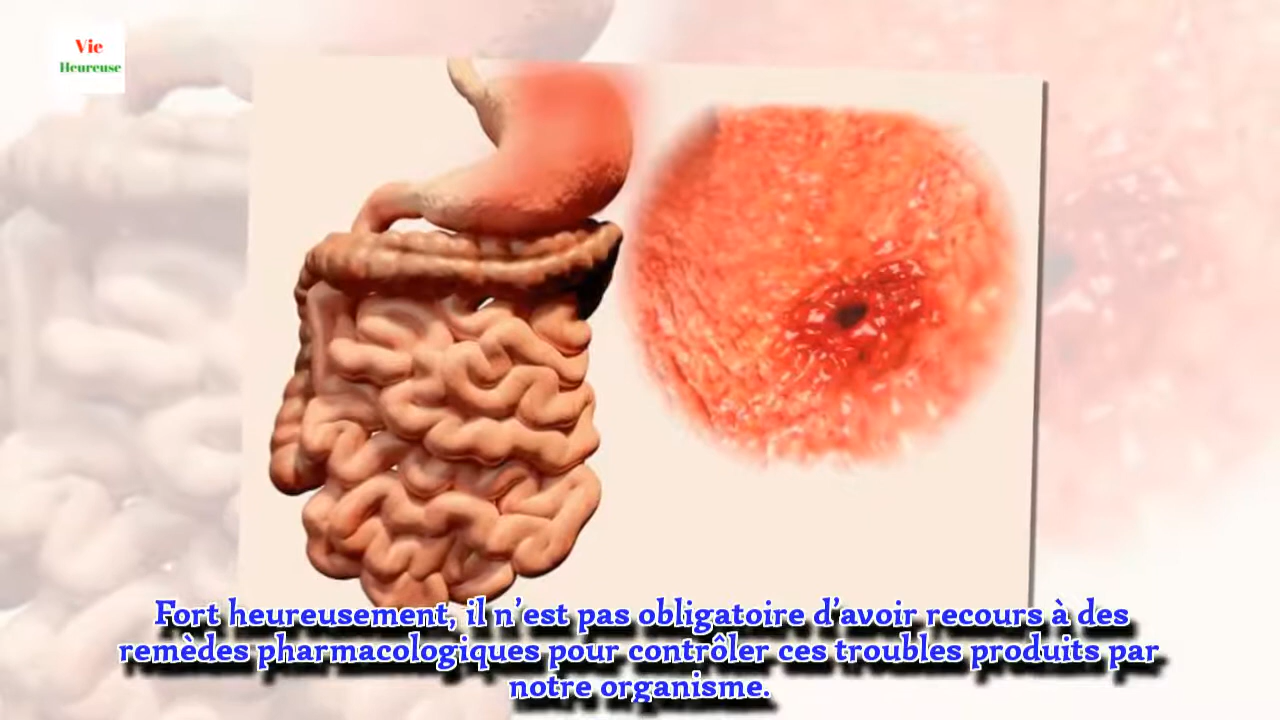 Vie
Heureuse
Fort heureusement, il n’est pas obligatoire d’avoir recours à des
remèdes pharmacologiques pour contrôler ces troubles produits par
notre organisme.